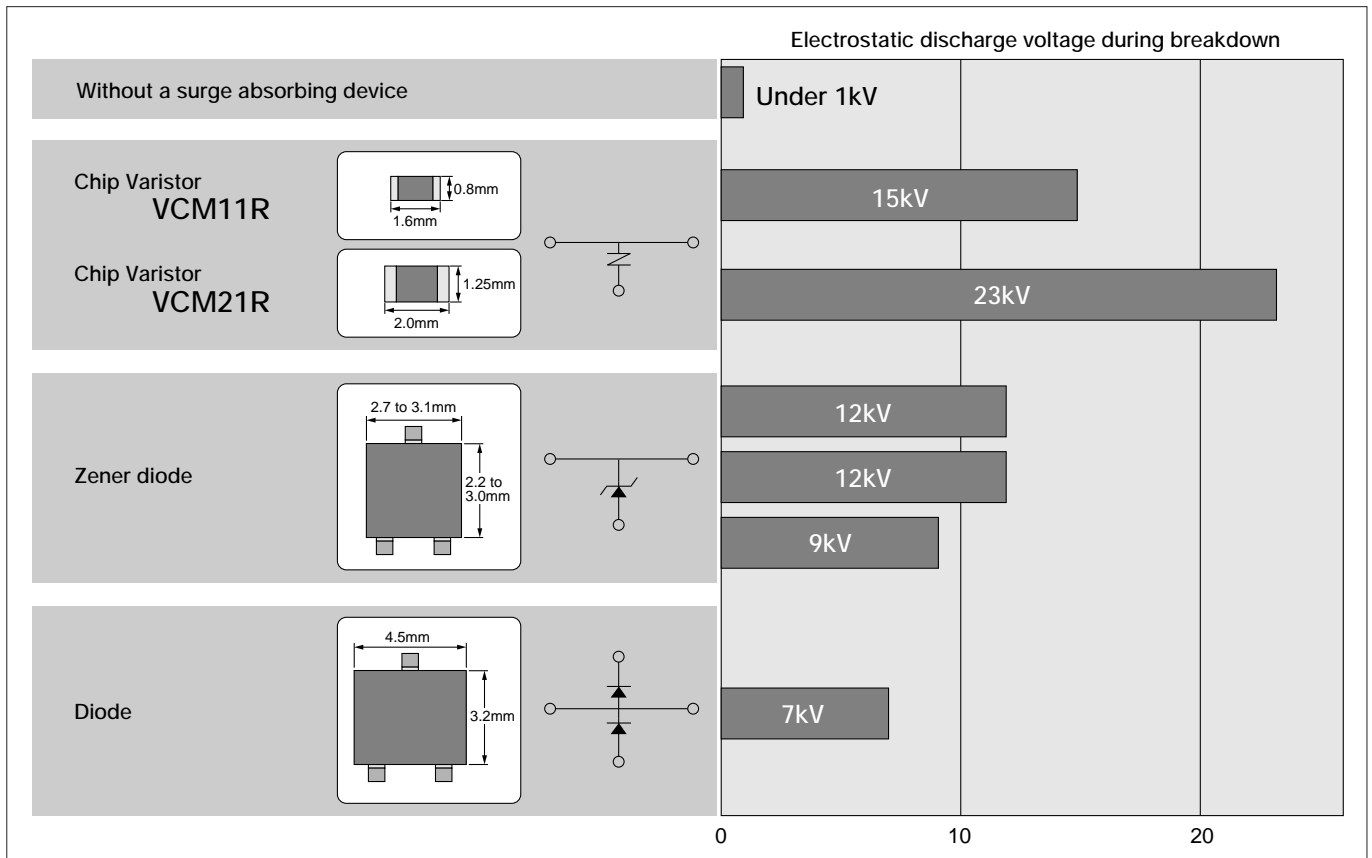 Electrostatic discharge voltage during breakdown
Without a surge absorbing device
Under 1kV
Chip Varistor
VCM11R
0.8mm
1.6mm
15kV
Chip Varistor
VCM21R
1.25mm
2.0mm
23kV
Zener diode
2.7 to 3.1mm
2.2 to
3.0mm
12kV
12kV
9kV
Diode
4.5mm
3.2mm
7kV
0
10
20